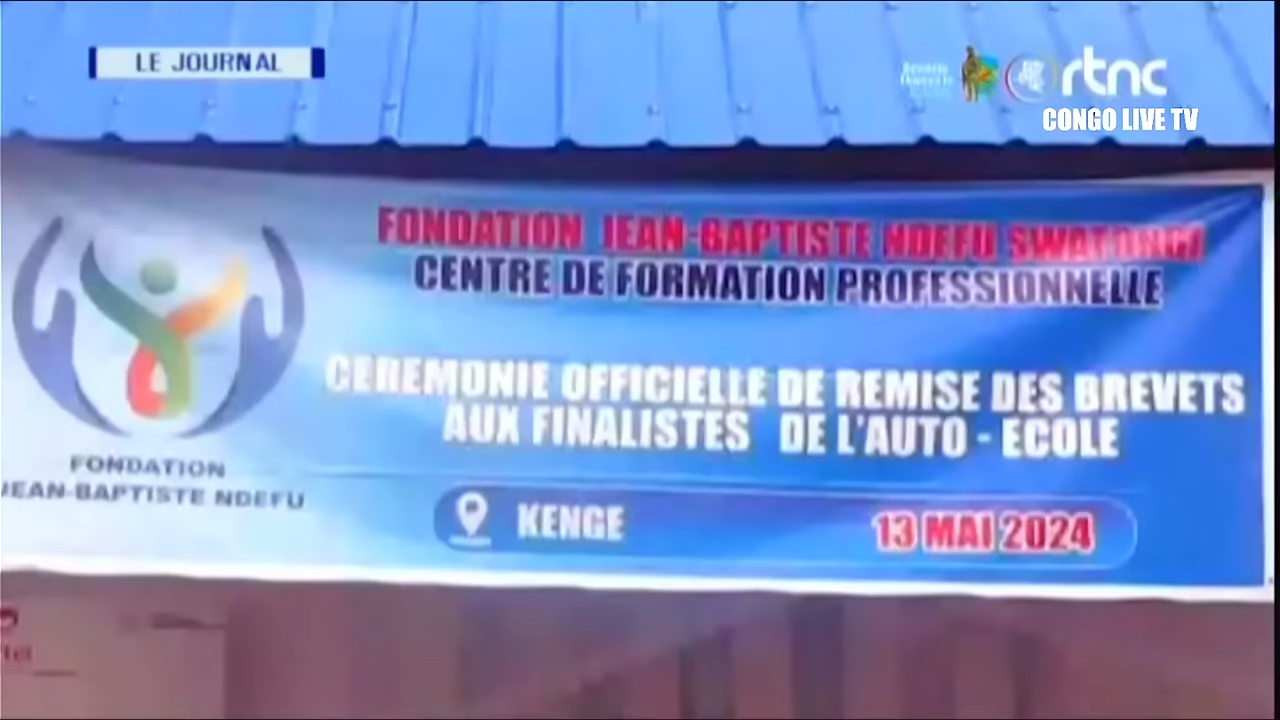 LE JOURNAL
rtnc
CONGO LIVE TV
FONDATION JEAN-BAPTISTE NDEFU
CENTRE DE FORMATION PROFESSIONNELLE
CEREMONIE OFFICIELLE DE REMISE DES BREVETS
AUX FINALISTES DE L'AUTO - ECOLE
FONDATION
JEAN-BAPTISTE NDEFU
KENGE
13 MAI 2024